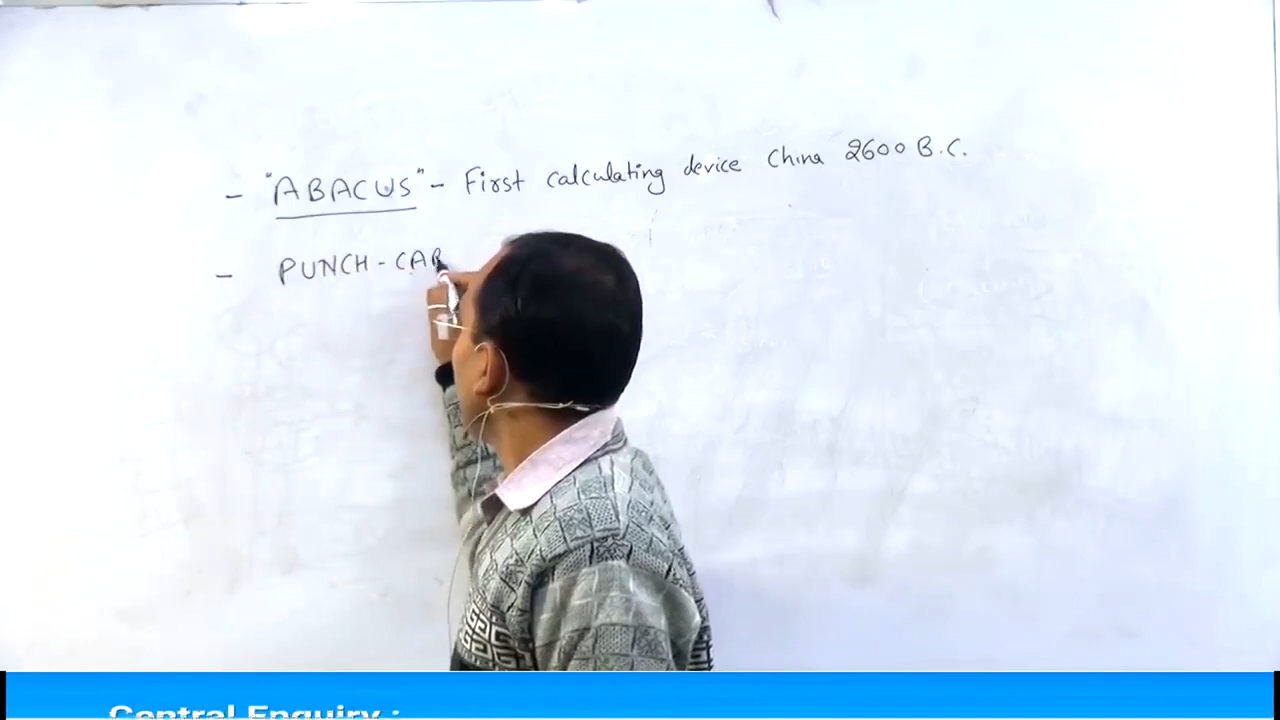 - "ABACUS" - First calculating device China 2600 B.C.
- PUNCH - CAR
Central Enquiry :